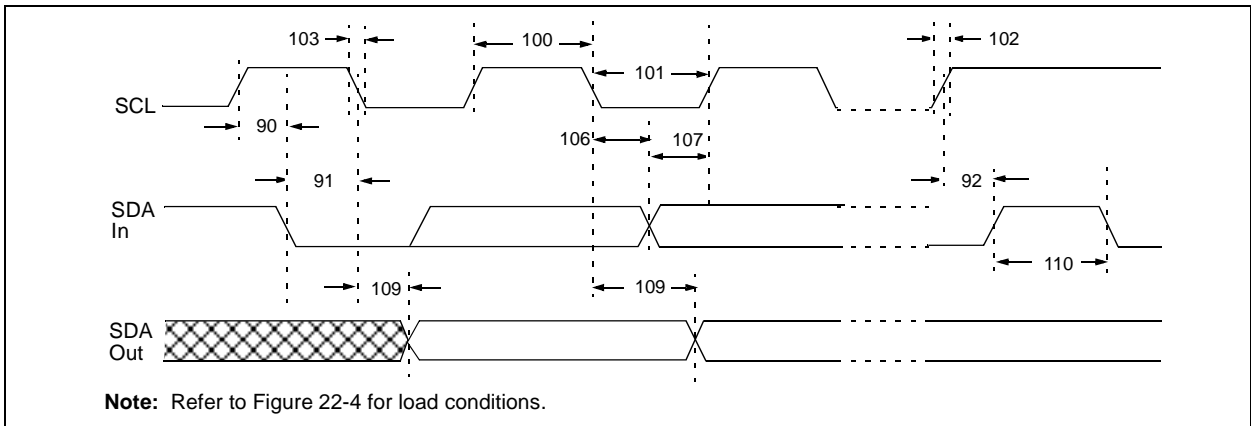 103
100
102
101
SCL
90
106
107
91
92
SDA
In
109
109
110
SDA
Out
Note: Refer to Figure 22-4 for load conditions.